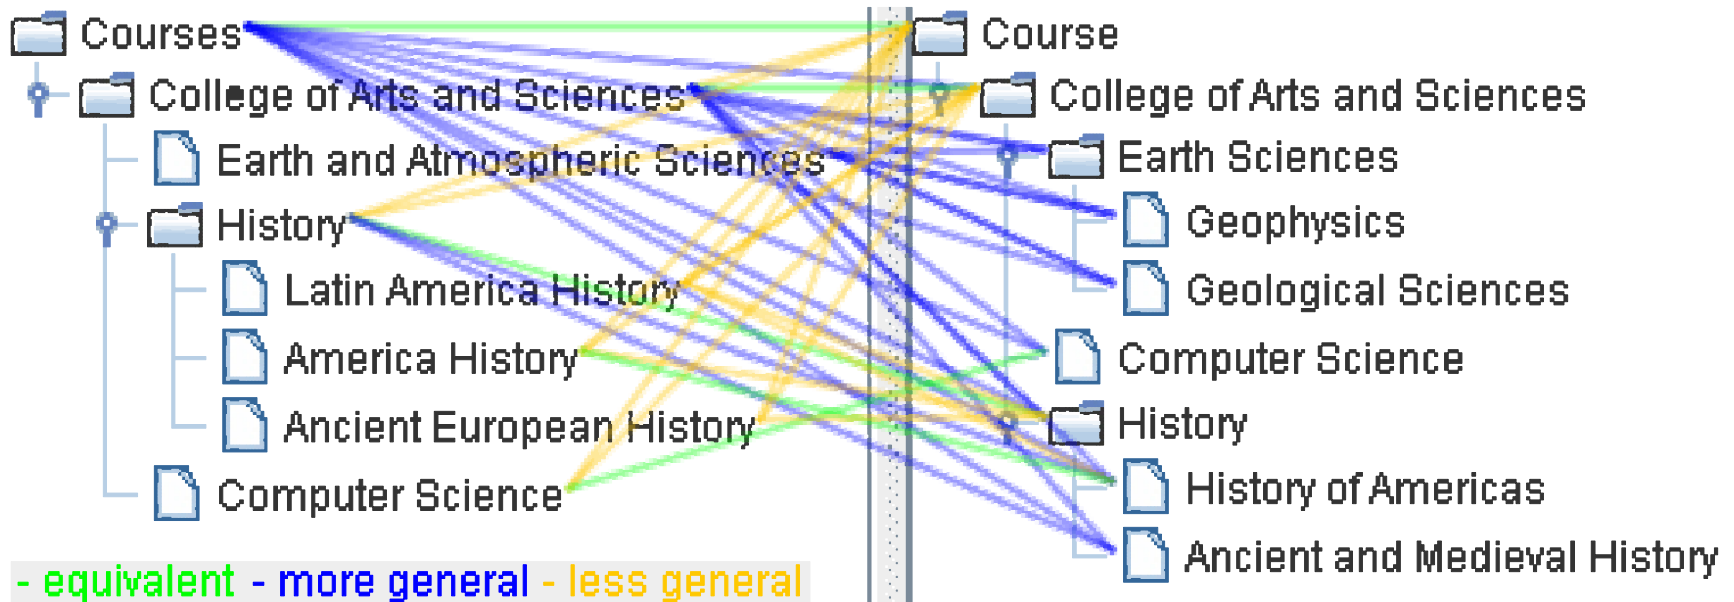 Courses
College of Arts and Sciences
Earth and Atmospheric Sciences
History
Latin America History
America History
Ancient European History
Computer Science
Course
College of Arts and Sciences
Earth Sciences
Geophysics
Geological Sciences
Computer Science
History
History of Americas
Ancient and Medieval History
- equivalent - more general - less general